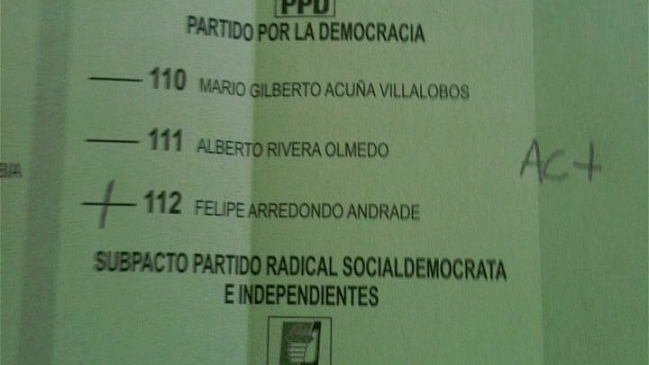 PPD
PARTIDO POR LA DEMOCRACIA
110 MARIO GILBERTO ACUÑA VILLALOBOS
111 ALBERTO RIVERA OLMEDO
112 FELIPE ARREDONDO ANDRADE
AC+
SUBPACTO PARTIDO RADICAL SOCIALDEMOCRATA
E INDEPENDIENTES